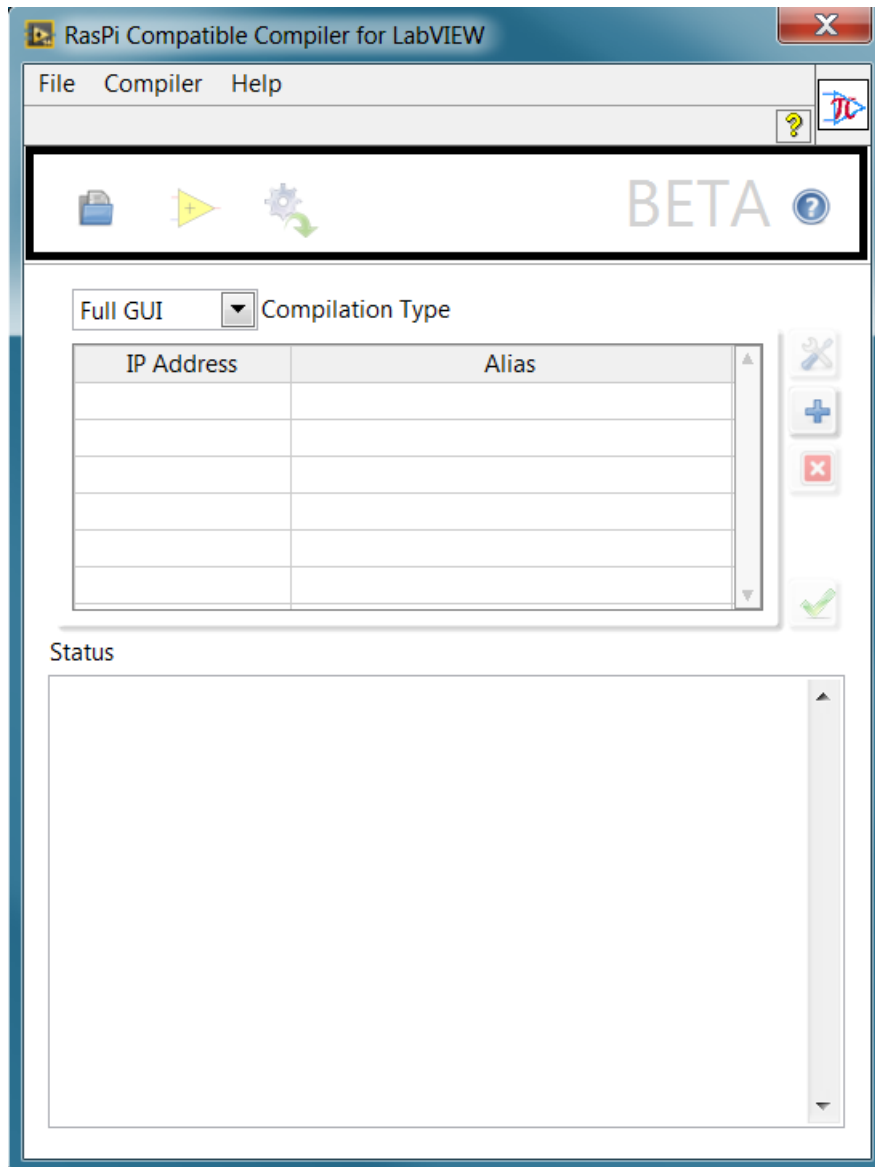 RasPi Compatible Compiler for LabVIEW
File Compiler Help
BETA
Full GUI Compilation Type
IP Address Alias
Status